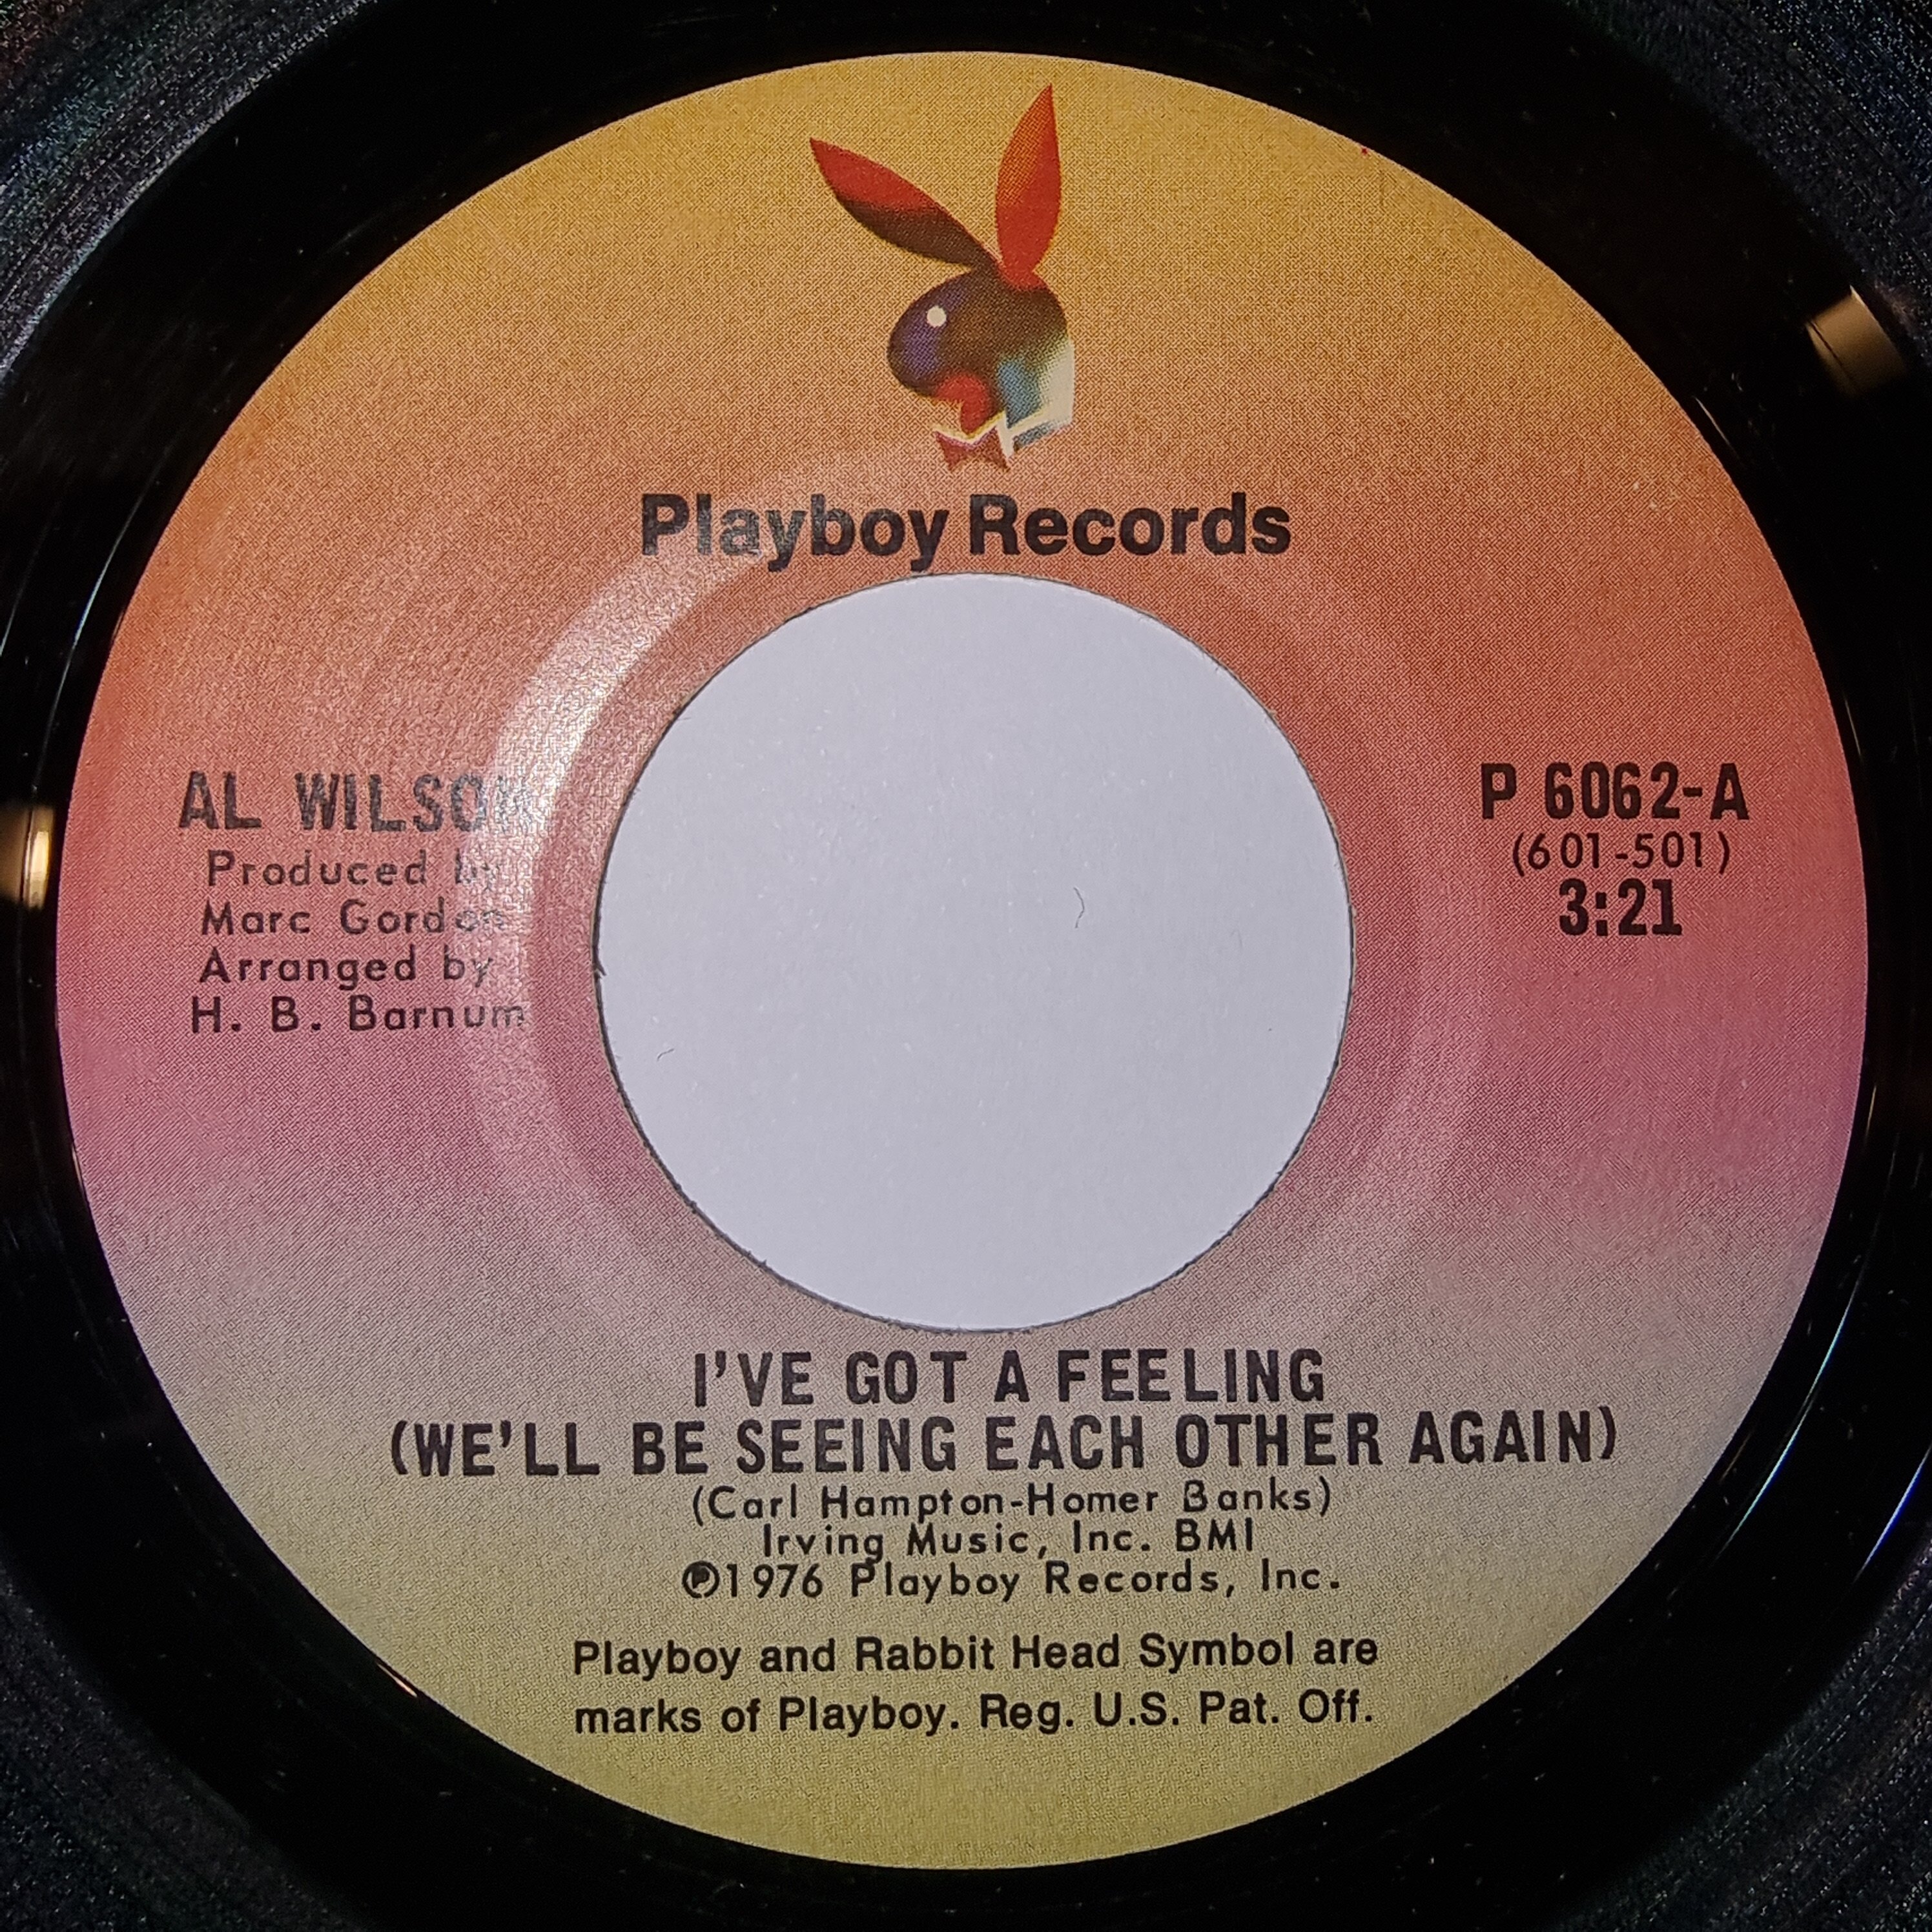 Playboy Records
AL WILSON
Produced by
Marc Gordon
Arranged by
H. B. Barnum
P 6062-A
(601-501)
3:21
I'VE GOT A FEELING
(WE'LL BE SEEING EACH OTHER AGAIN)
(Carl Hampton-Homer Banks)
Irving Music, Inc. BMI
℗1976 Playboy Records, Inc.
Playboy and Rabbit Head Symbol are
marks of Playboy. Reg. U.S. Pat. Off.